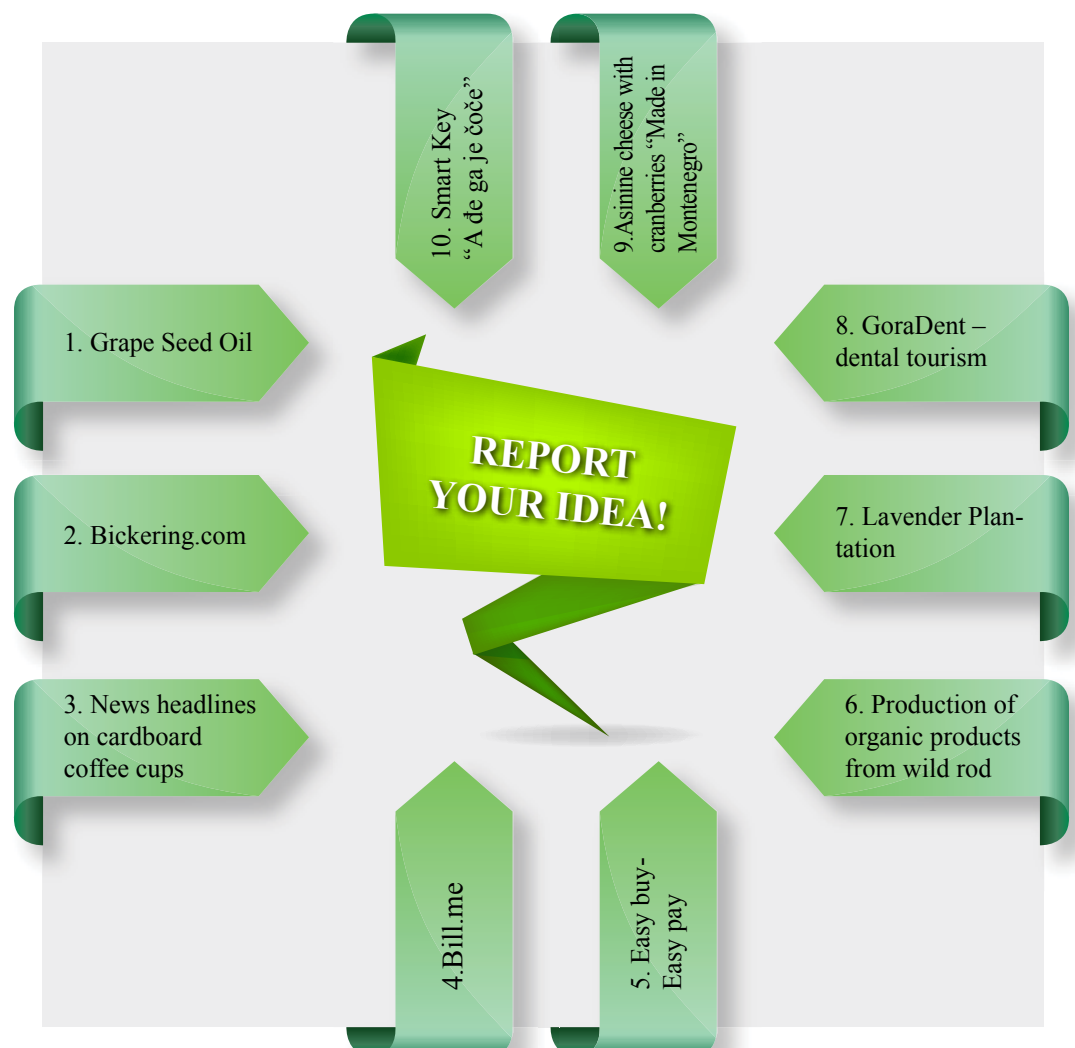 REPORT
YOUR IDEA!
1. Grape Seed Oil
2. Bickering.com
3. News headlines
on cardboard
coffee cups
4.Bill.me
5. Easy buy-
Easy pay
6. Production of
organic products
from wild rod
7. Lavender Plan-
tation
8. GoraDent –
dental tourism
9.Asinine cheese with
cranberries “Made in
Montenegro”
10. Smart Key
“A đe ga je čoče”